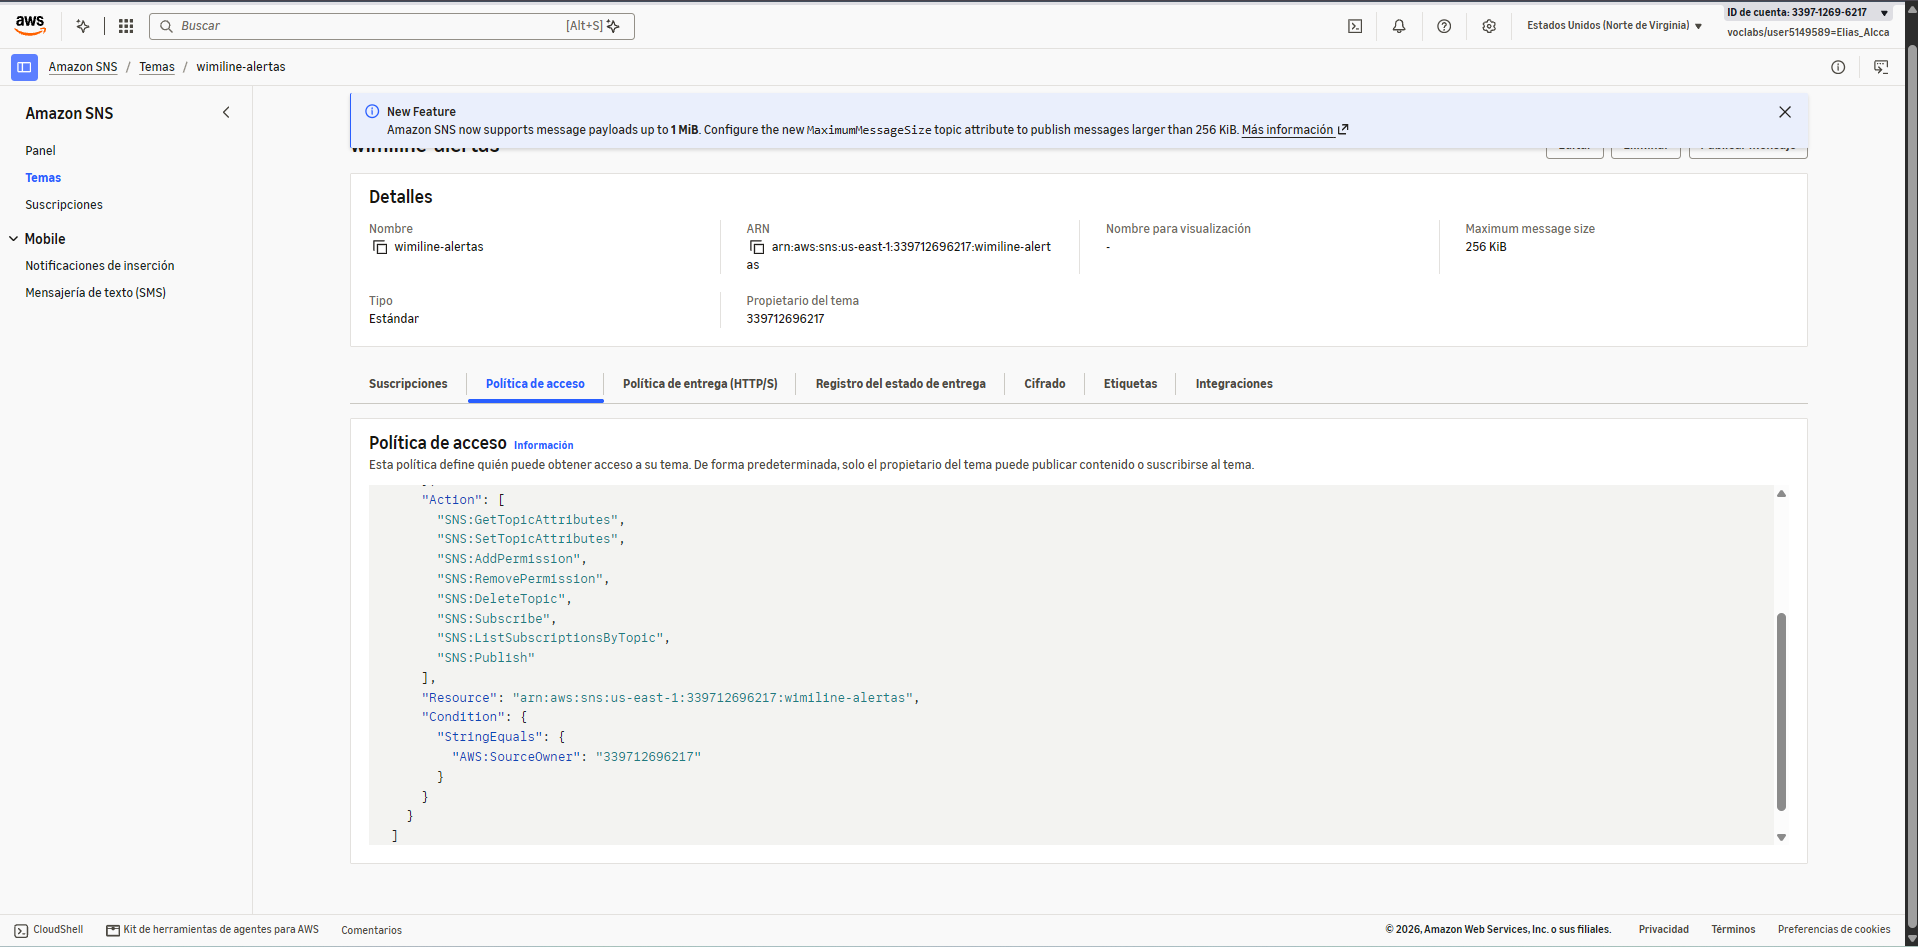 aws
Buscar
[Alt+S]
Estados Unidos (Norte de Virginia)
ID de cuenta: 3397-1269-6217
voclabs/user5149589=Elias_Alcca
Amazon SNS / Temas / wimiline-alertas
Amazon SNS
Panel
Temas
Suscripciones
Mobile
Notificaciones de inserción
Mensajería de texto (SMS)
New Feature
Amazon SNS now supports message payloads up to 1 MiB. Configure the new MaximumMessageSize topic attribute to publish messages larger than 256 KiB. Más información
wimiline-alertas
Editar
Eliminar
Publicar mensaje
Detalles
Nombre
wimiline-alertas
ARN
arn:aws:sns:us-east-1:339712696217:wimiline-alert
as
Nombre para visualización
-
Maximum message size
256 KiB
Tipo
Estándar
Propietario del tema
339712696217
Suscripciones
Política de acceso
Política de entrega (HTTP/S)
Registro del estado de entrega
Cifrado
Etiquetas
Integraciones
Política de acceso Información
Esta política define quién puede obtener acceso a su tema. De forma predeterminada, solo el propietario del tema puede publicar contenido o suscribirse al tema.
"Action": [
"SNS:GetTopicAttributes",
"SNS:SetTopicAttributes",
"SNS:AddPermission",
"SNS:RemovePermission",
"SNS:DeleteTopic",
"SNS:Subscribe",
"SNS:ListSubscriptionsByTopic",
"SNS:Publish"
],
"Resource": "arn:aws:sns:us-east-1:339712696217:wimiline-alertas",
"Condition": {
"StringEquals": {
"AWS:SourceOwner": "339712696217"
}
}
}
]
CloudShell
Kit de herramientas de agentes para AWS
Comentarios
© 2026, Amazon Web Services, Inc. o sus filiales.
Privacidad
Términos
Preferencias de cookies